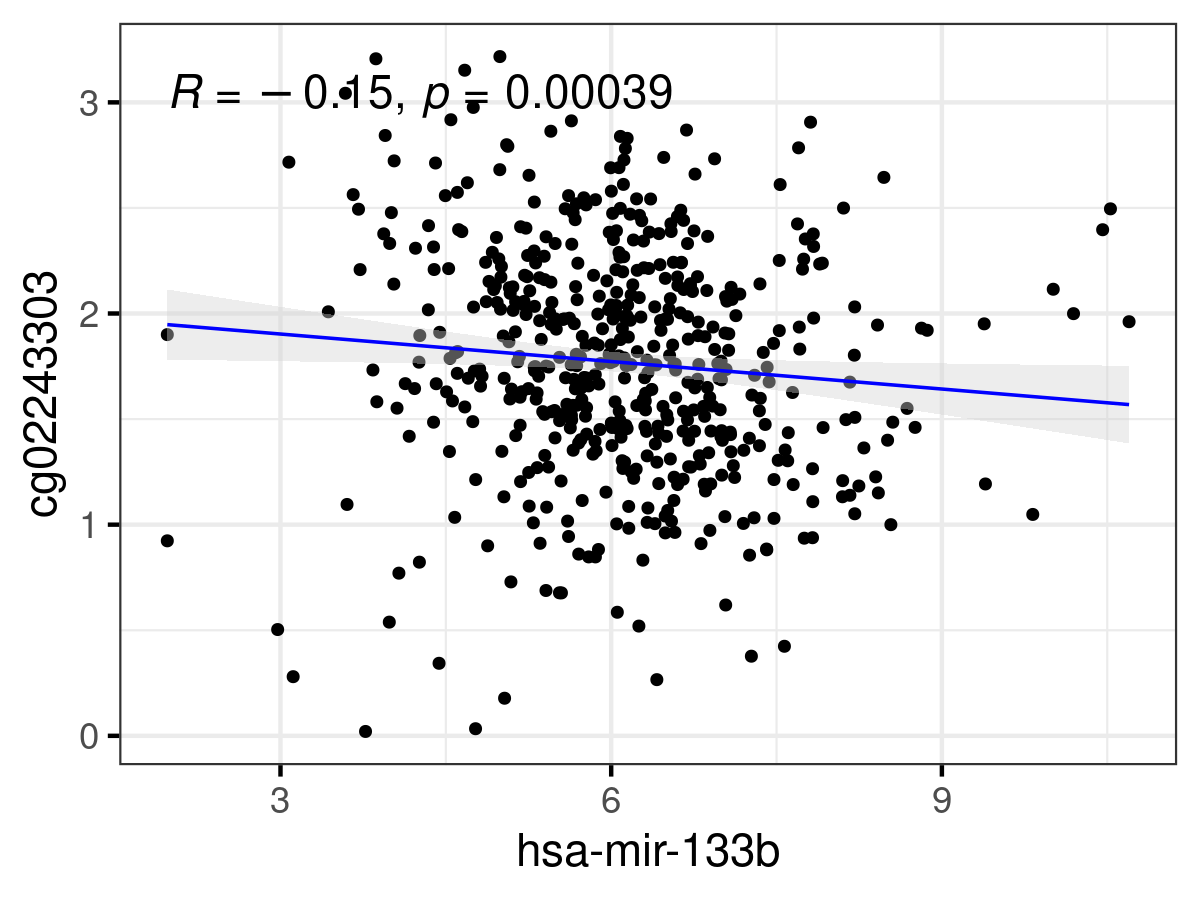 R = − 0.15, p = 0.00039
3
2
1
0
cg02243303
3 6 9
hsa-mir-133b